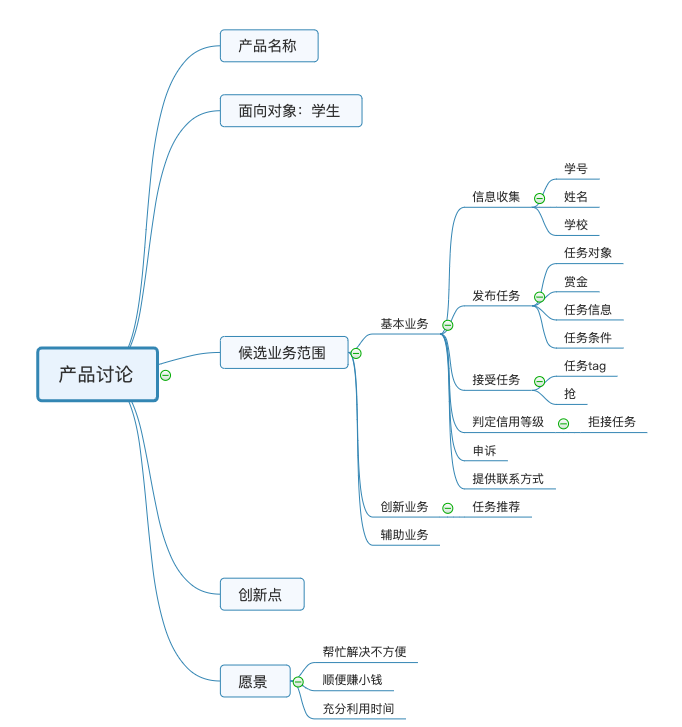 产品讨论
产品名称
面向对象：学生
候选业务范围
基本业务
信息收集
学号
姓名
学校
发布任务
任务对象
赏金
任务信息
任务条件
接受任务
任务tag
抢
判定信用等级
拒接任务
申诉
提供联系方式
创新业务
任务推荐
辅助业务
创新点
愿景
帮忙解决不方便
顺便赚小钱
充分利用时间